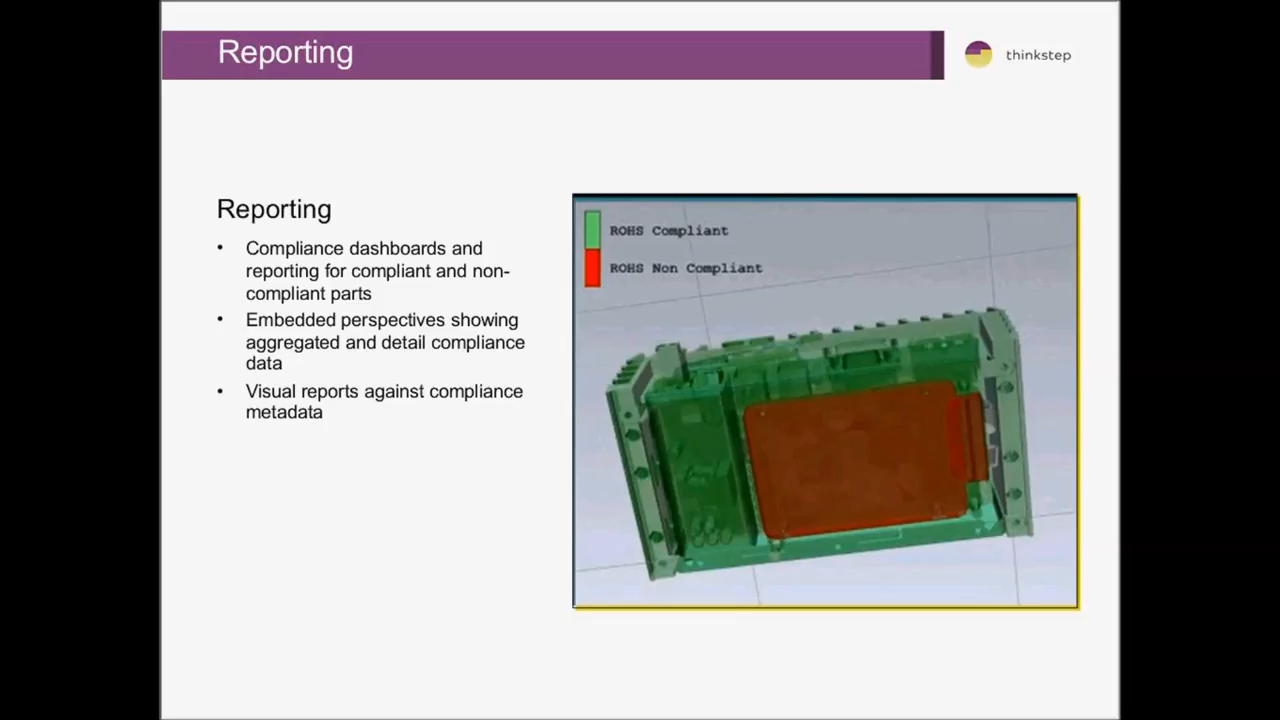 Reporting
thinkstep
Reporting
• Compliance dashboards and
reporting for compliant and non-
compliant parts
• Embedded perspectives showing
aggregated and detail compliance
data
• Visual reports against compliance
metadata
ROHS Compliant
ROHS Non Compliant